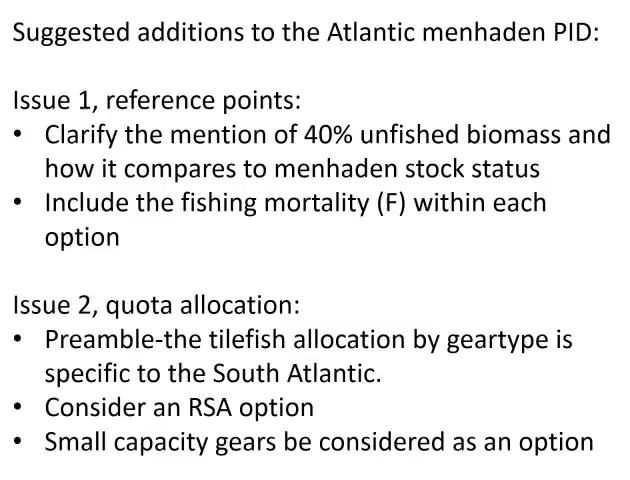 Suggested additions to the Atlantic menhaden PID:
Issue 1, reference points:
• Clarify the mention of 40% unfished biomass and
how it compares to menhaden stock status
• Include the fishing mortality (F) within each
option
Issue 2, quota allocation:
• Preamble-the tilefish allocation by geartype is
specific to the South Atlantic.
• Consider an RSA option
• Small capacity gears be considered as an option